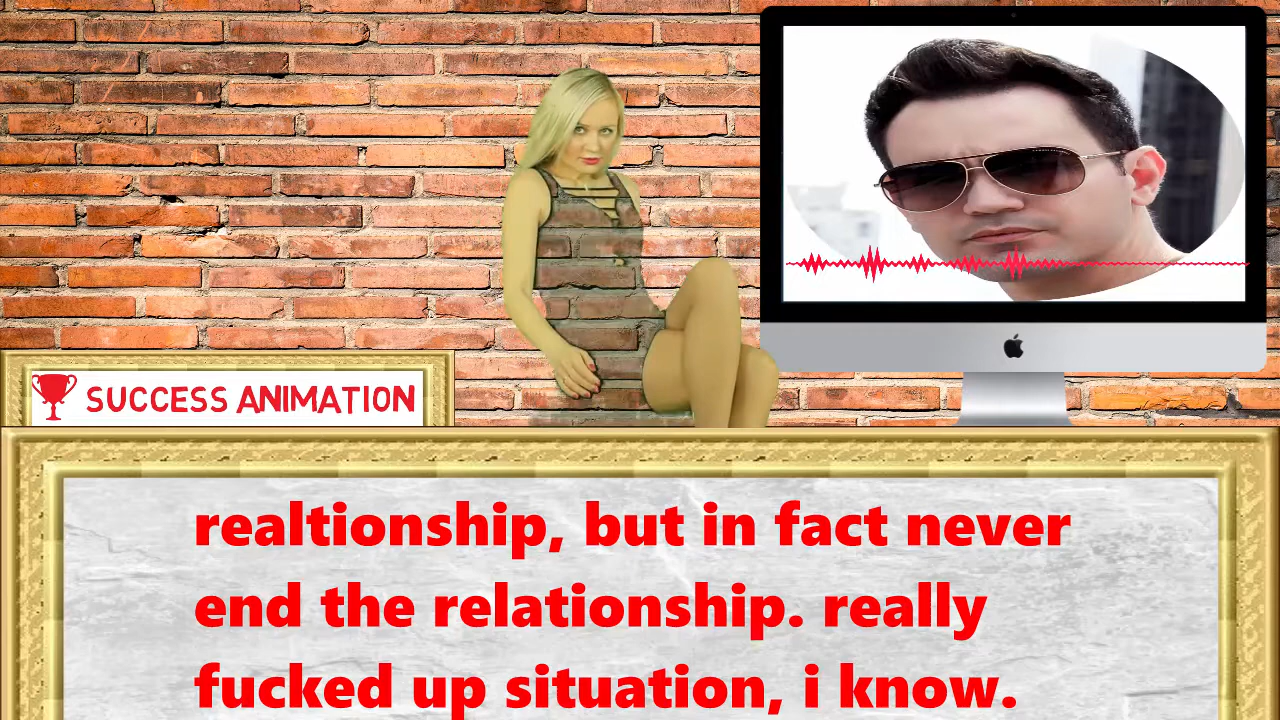 SUCCESS ANIMATION
realtionship, but in fact never
end the relationship. really
fucked up situation, i know.